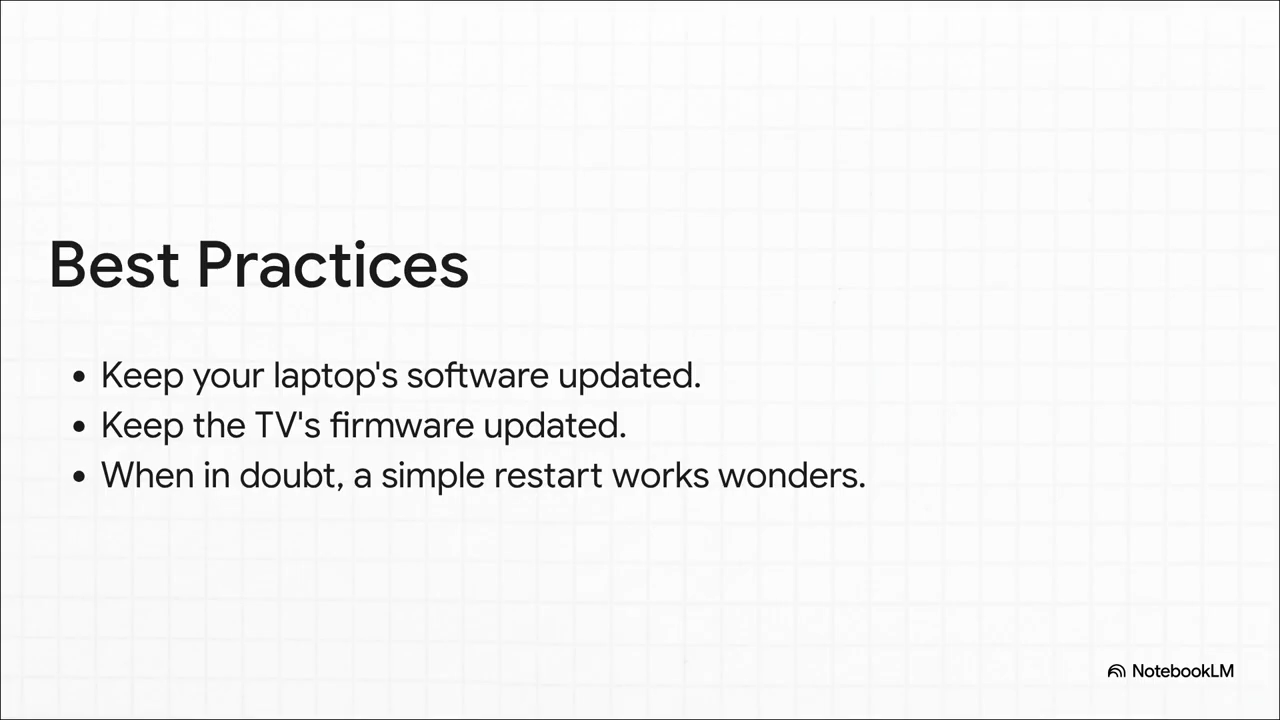 Best Practices
• Keep your laptop's software updated.
• Keep the TV's firmware updated.
• When in doubt, a simple restart works wonders.
NotebookLM